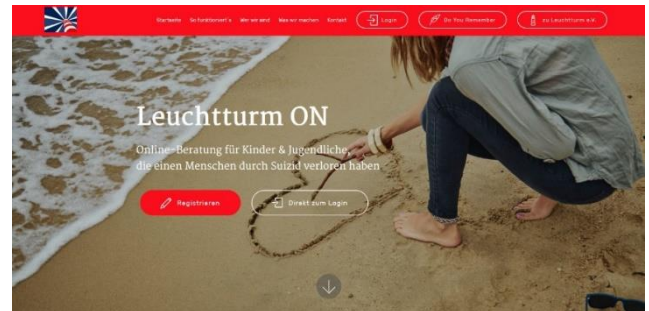 Startseite So funktioniert's Wer wir sind Was wir machen Kontakt Login Do You Remember zu Leuchtturm e.V.
Leuchtturm ON
Online-Beratung für Kinder & Jugendliche,
die einen Menschen durch Suizid verloren haben
Registrieren Direkt zum Login